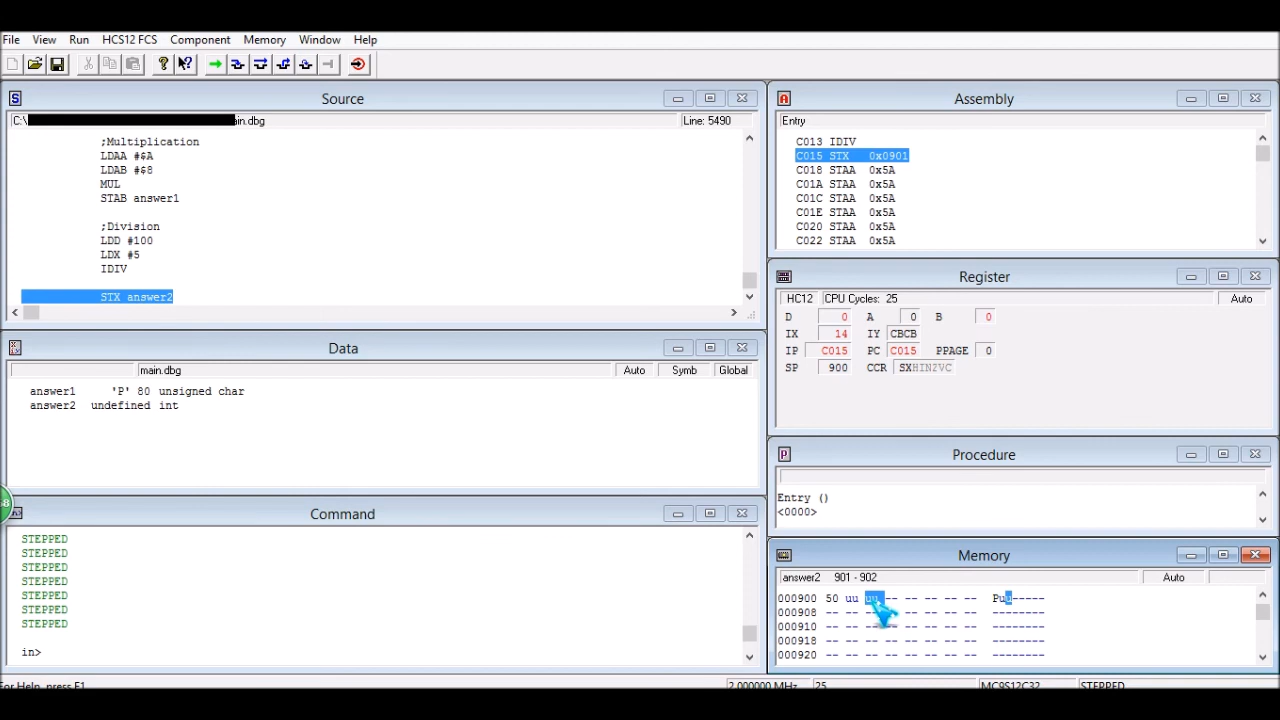 File View Run HCS12 FCS Component Memory Window Help
Source
C:\ in.dbg Line: 5490
;Multiplication
LDAA #$A
LDAB #$8
MUL
STAB answer1
;Division
LDD #100
LDX #5
IDIV
STX answer2
Data
main.dbg Auto Symb Global
answer1 'P' 80 unsigned char
answer2 undefined int
Command
STEPPED
STEPPED
STEPPED
STEPPED
STEPPED
STEPPED
STEPPED
in>
Assembly
Entry
C013 IDIV
C015 STX 0x0901
C018 STAA 0x5A
C01A STAA 0x5A
C01C STAA 0x5A
C01E STAA 0x5A
C020 STAA 0x5A
C022 STAA 0x5A
Register
HC12 CPU Cycles: 25 Auto
D 0 A 0 B 0
IX 14 IY CBCB
IP C015 PC C015 PPAGE 0
SP 900 CCR SXHINZVC
Procedure
Entry ()
<0000>
Memory
answer2 901 - 902 Auto
000900 50 uu uu -- -- -- -- -- Puu-----
000908 -- -- -- -- -- -- -- -- --------
000910 -- -- -- -- -- -- -- -- --------
000918 -- -- -- -- -- -- -- -- --------
000920 -- -- -- -- -- -- -- -- --------
For Help, press F1 2.000000 MHz 25 MC9S12C32 STEPPED